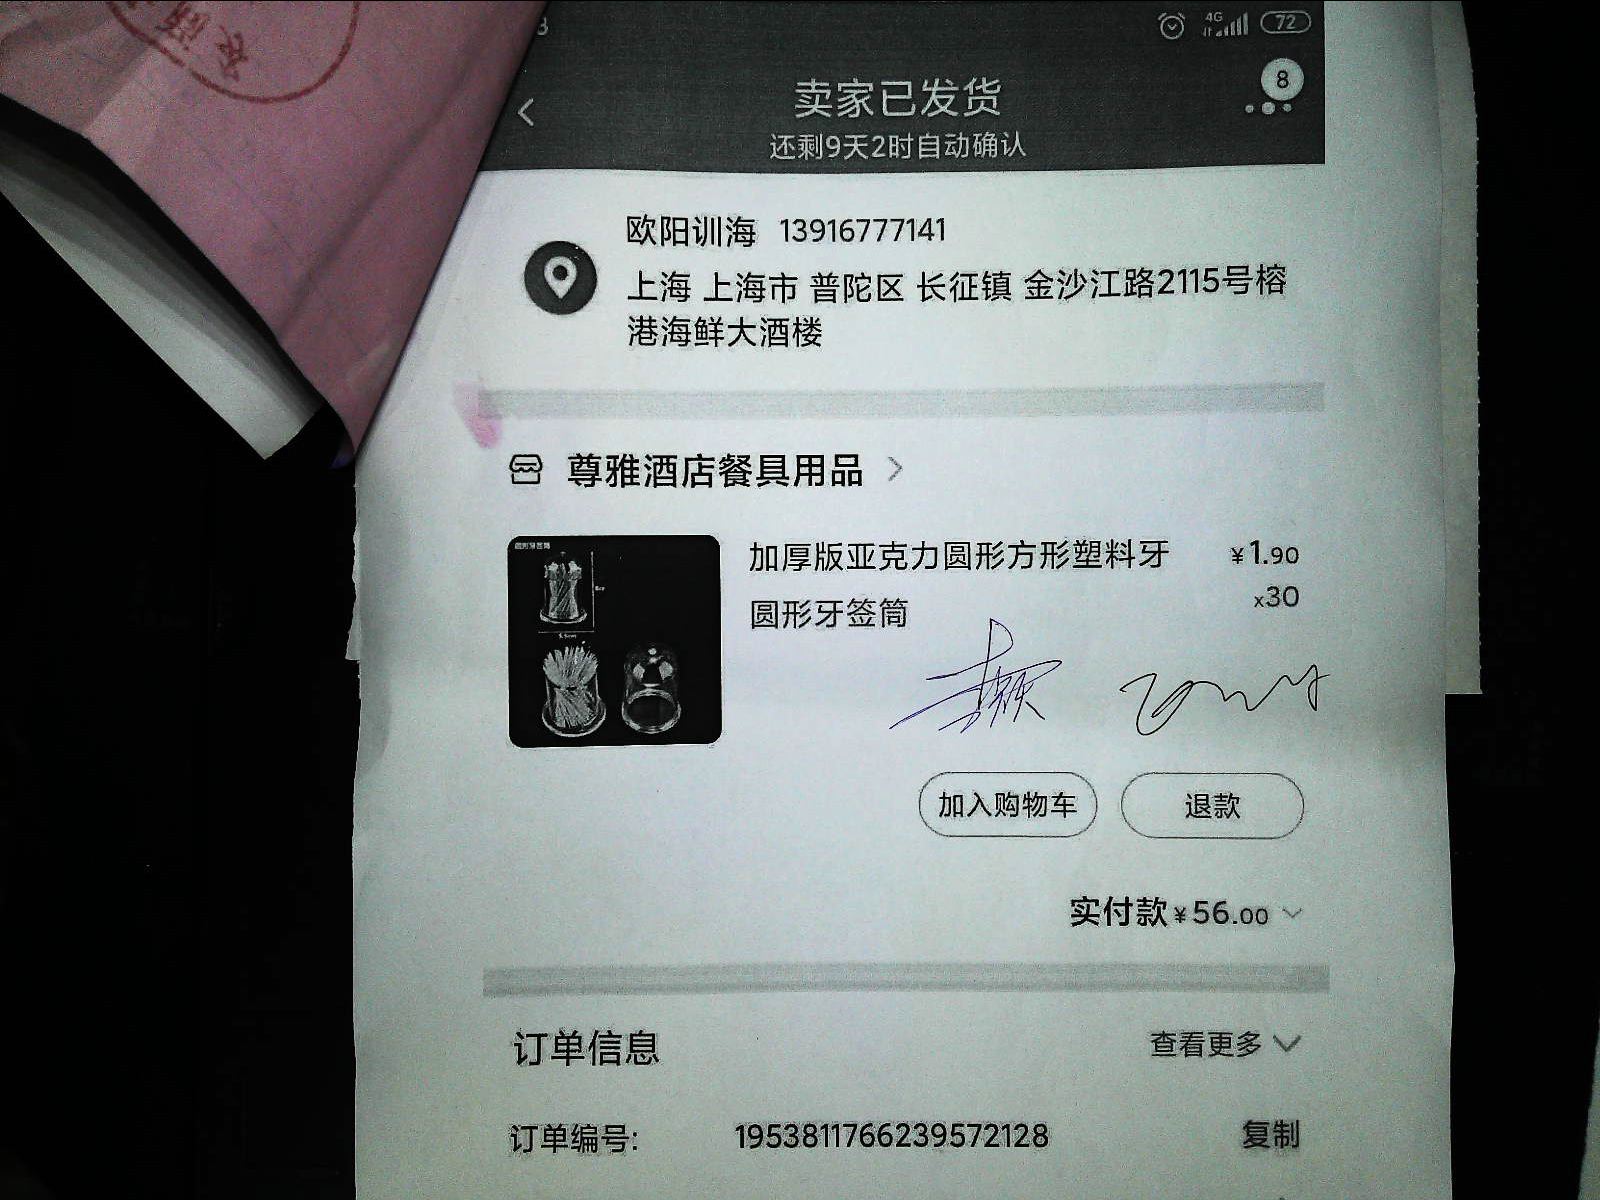 4G
72
8
卖家已发货
还剩9天2时自动确认
欧阳训海 13916777141
上海 上海市 普陀区 长征镇 金沙江路2115号榕
港海鲜大酒楼
尊雅酒店餐具用品
加厚版亚克力圆形方形塑料牙
¥1.90
圆形牙签筒
x30
加入购物车
退款
实付款¥56.00
订单信息
查看更多
订单编号:
1953811766239572128
复制